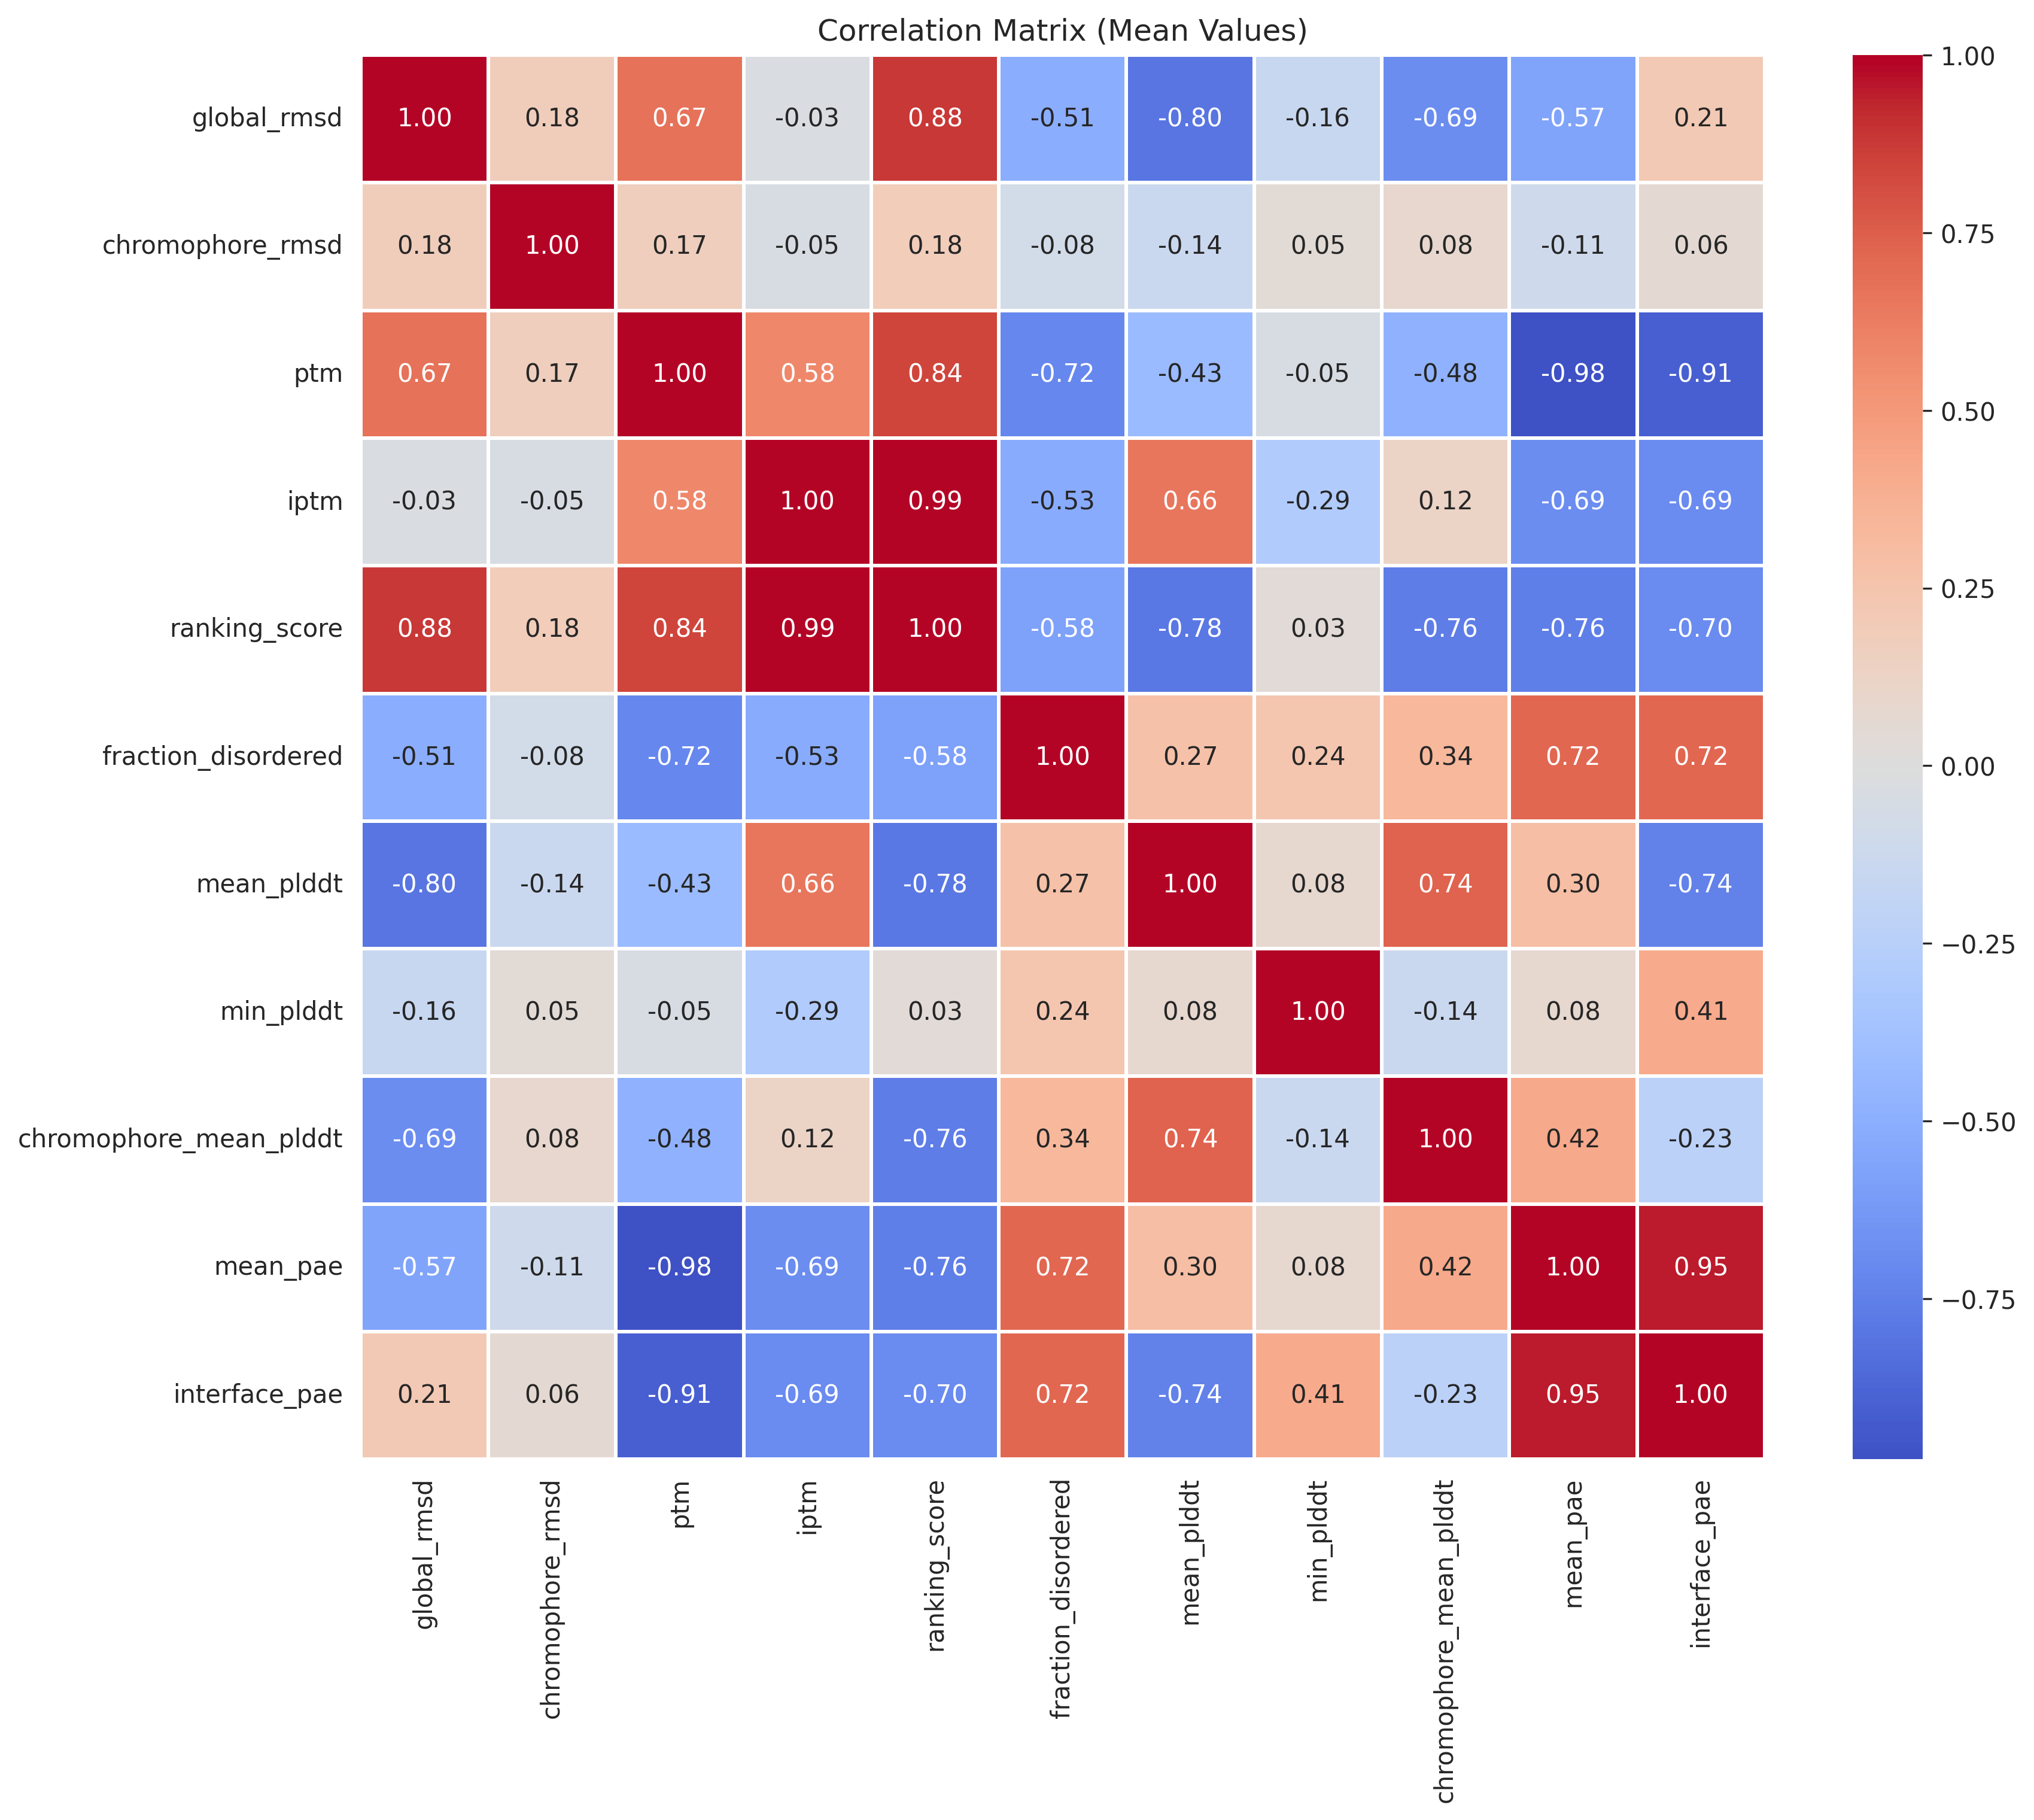 Correlation Matrix (Mean Values)
global_rmsd 1.00 0.18 0.67 -0.03 0.88 -0.51 -0.80 -0.16 -0.69 -0.57 0.21
chromophore_rmsd 0.18 1.00 0.17 -0.05 0.18 -0.08 -0.14 0.05 0.08 -0.11 0.06
ptm 0.67 0.17 1.00 0.58 0.84 -0.72 -0.43 -0.05 -0.48 -0.98 -0.91
iptm -0.03 -0.05 0.58 1.00 0.99 -0.53 0.66 -0.29 0.12 -0.69 -0.69
ranking_score 0.88 0.18 0.84 0.99 1.00 -0.58 -0.78 0.03 -0.76 -0.76 -0.70
fraction_disordered -0.51 -0.08 -0.72 -0.53 -0.58 1.00 0.27 0.24 0.34 0.72 0.72
mean_plddt -0.80 -0.14 -0.43 0.66 -0.78 0.27 1.00 0.08 0.74 0.30 -0.74
min_plddt -0.16 0.05 -0.05 -0.29 0.03 0.24 0.08 1.00 -0.14 0.08 0.41
chromophore_mean_plddt -0.69 0.08 -0.48 0.12 -0.76 0.34 0.74 -0.14 1.00 0.42 -0.23
mean_pae -0.57 -0.11 -0.98 -0.69 -0.76 0.72 0.30 0.08 0.42 1.00 0.95
interface_pae 0.21 0.06 -0.91 -0.69 -0.70 0.72 -0.74 0.41 -0.23 0.95 1.00
global_rmsd
chromophore_rmsd
ptm
iptm
ranking_score
fraction_disordered
mean_plddt
min_plddt
chromophore_mean_plddt
mean_pae
interface_pae
1.00
0.75
0.50
0.25
0.00
−0.25
−0.50
−0.75